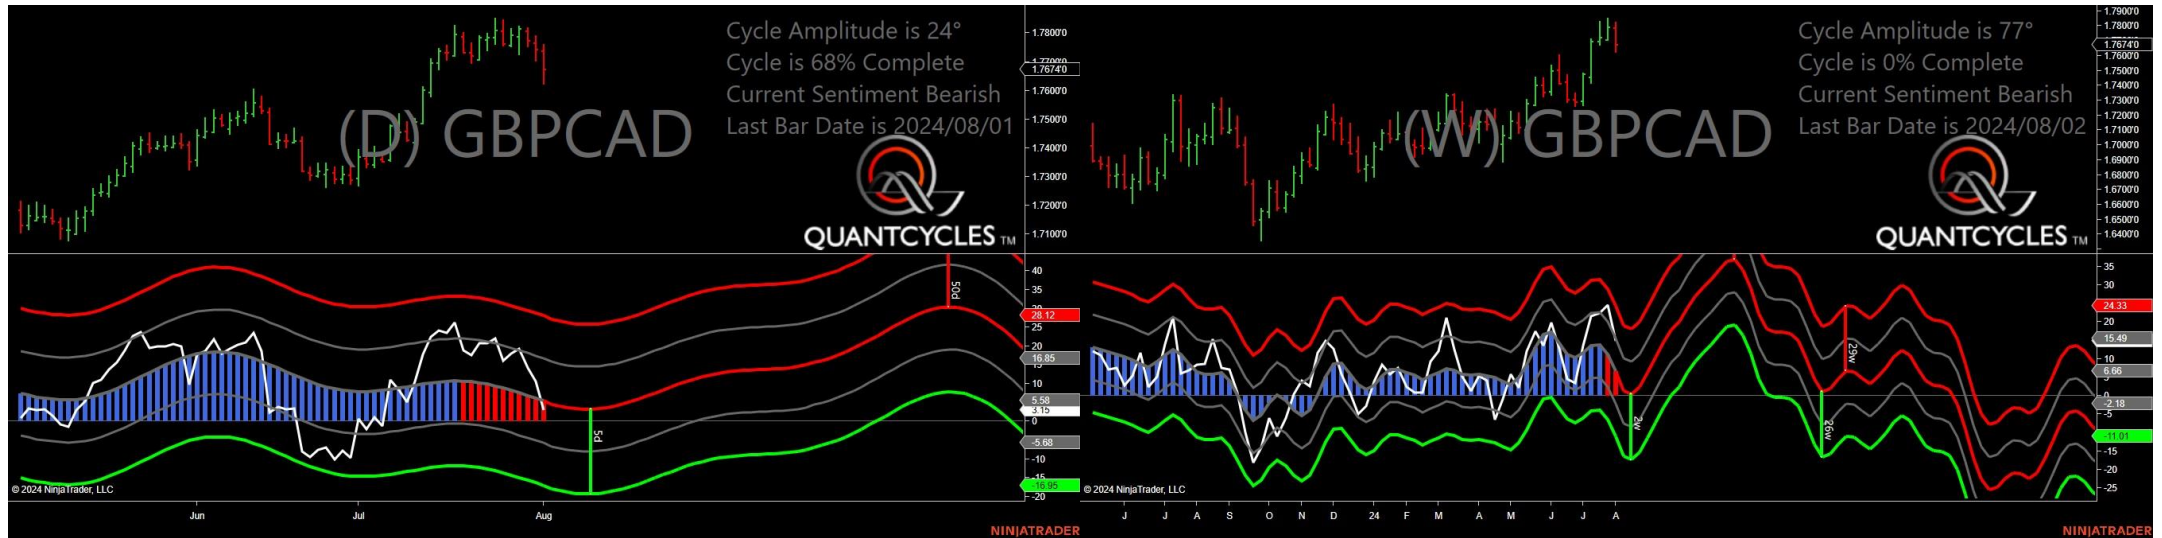 Cycle Amplitude is 24°
Cycle is 68% Complete
Current Sentiment Bearish
Last Bar Date is 2024/08/01
(D) GBPCAD
QUANTCYCLES TM
1.7800'0
1.7674'0
1.7600'0
1.7500'0
1.7400'0
1.7300'0
1.7200'0
1.7100'0
40
35
28.12
25
20
16.85
10
5.58
3.15
0
-5.68
-10
-16.95
-20
50d
5d
© 2024 NinjaTrader, LLC
Jun
Jul
Aug
NINJATRADER
Cycle Amplitude is 77°
Cycle is 0% Complete
Current Sentiment Bearish
Last Bar Date is 2024/08/02
(W) GBPCAD
QUANTCYCLES TM
1.7900'0
1.7800'0
1.7674'0
1.7600'0
1.7500'0
1.7400'0
1.7300'0
1.7200'0
1.7100'0
1.7000'0
1.6900'0
1.6800'0
1.6700'0
1.6600'0
1.6500'0
1.6400'0
35
30
24.33
20
15.49
10
6.66
-2.18
-5
-11.01
-15
-20
-25
2w
29w
26w
© 2024 NinjaTrader, LLC
J
J
A
S
O
N
D
24
F
M
A
M
J
J
A
NINJATRADER